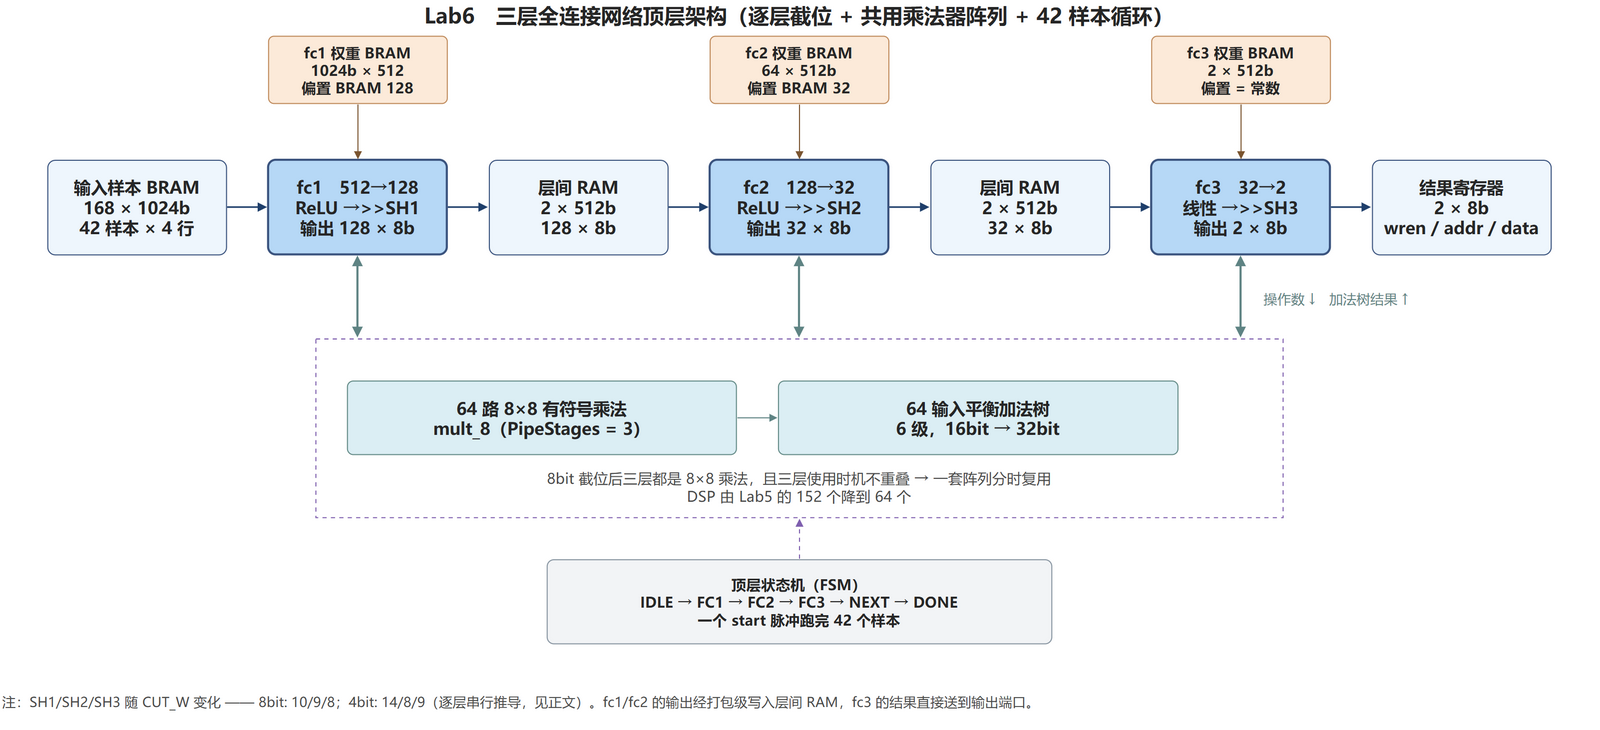 Lab6 三层全连接网络顶层架构（逐层截位 + 共用乘法器阵列 + 42 样本循环）
fc1 权重 BRAM
1024b × 512
偏置 BRAM 128
fc2 权重 BRAM
64 × 512b
偏置 BRAM 32
fc3 权重 BRAM
2 × 512b
偏置 = 常数
输入样本 BRAM
168 × 1024b
42 样本 × 4 行
fc1 512→128
ReLU →>>SH1
输出 128 × 8b
层间 RAM
2 × 512b
128 × 8b
fc2 128→32
ReLU →>>SH2
输出 32 × 8b
层间 RAM
2 × 512b
32 × 8b
fc3 32→2
线性 →>>SH3
输出 2 × 8b
结果寄存器
2 × 8b
wren / addr / data
操作数↓ 加法树结果↑
64 路 8×8 有符号乘法
mult_8（PipeStages = 3）
64 输入平衡加法树
6 级，16bit → 32bit
8bit 截位后三层都是 8×8 乘法，且三层使用时机不重叠 → 一套阵列分时复用
DSP 由 Lab5 的 152 个降到 64 个
顶层状态机（FSM）
IDLE → FC1 → FC2 → FC3 → NEXT → DONE
一个 start 脉冲跑完 42 个样本
注：SH1/SH2/SH3 随 CUT_W 变化 —— 8bit: 10/9/8；4bit: 14/8/9（逐层串行推导，见正文）。fc1/fc2 的输出经打包级写入层间 RAM，fc3 的结果直接送到输出端口。